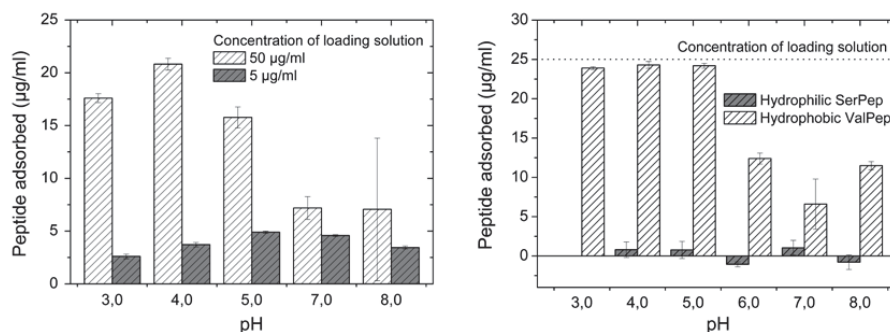 25
20
15
10
5
0
Peptide adsorbed (µg/ml)
Concentration of loading solution
50 µg/ml
5 µg/ml
3,0 4,0 5,0 7,0 8,0
pH
30
25
20
15
10
5
0
Peptide adsorbed (µg/ml)
Concentration of loading solution
Hydrophilic SerPep
Hydrophobic ValPep
3,0 4,0 5,0 6,0 7,0 8,0
pH